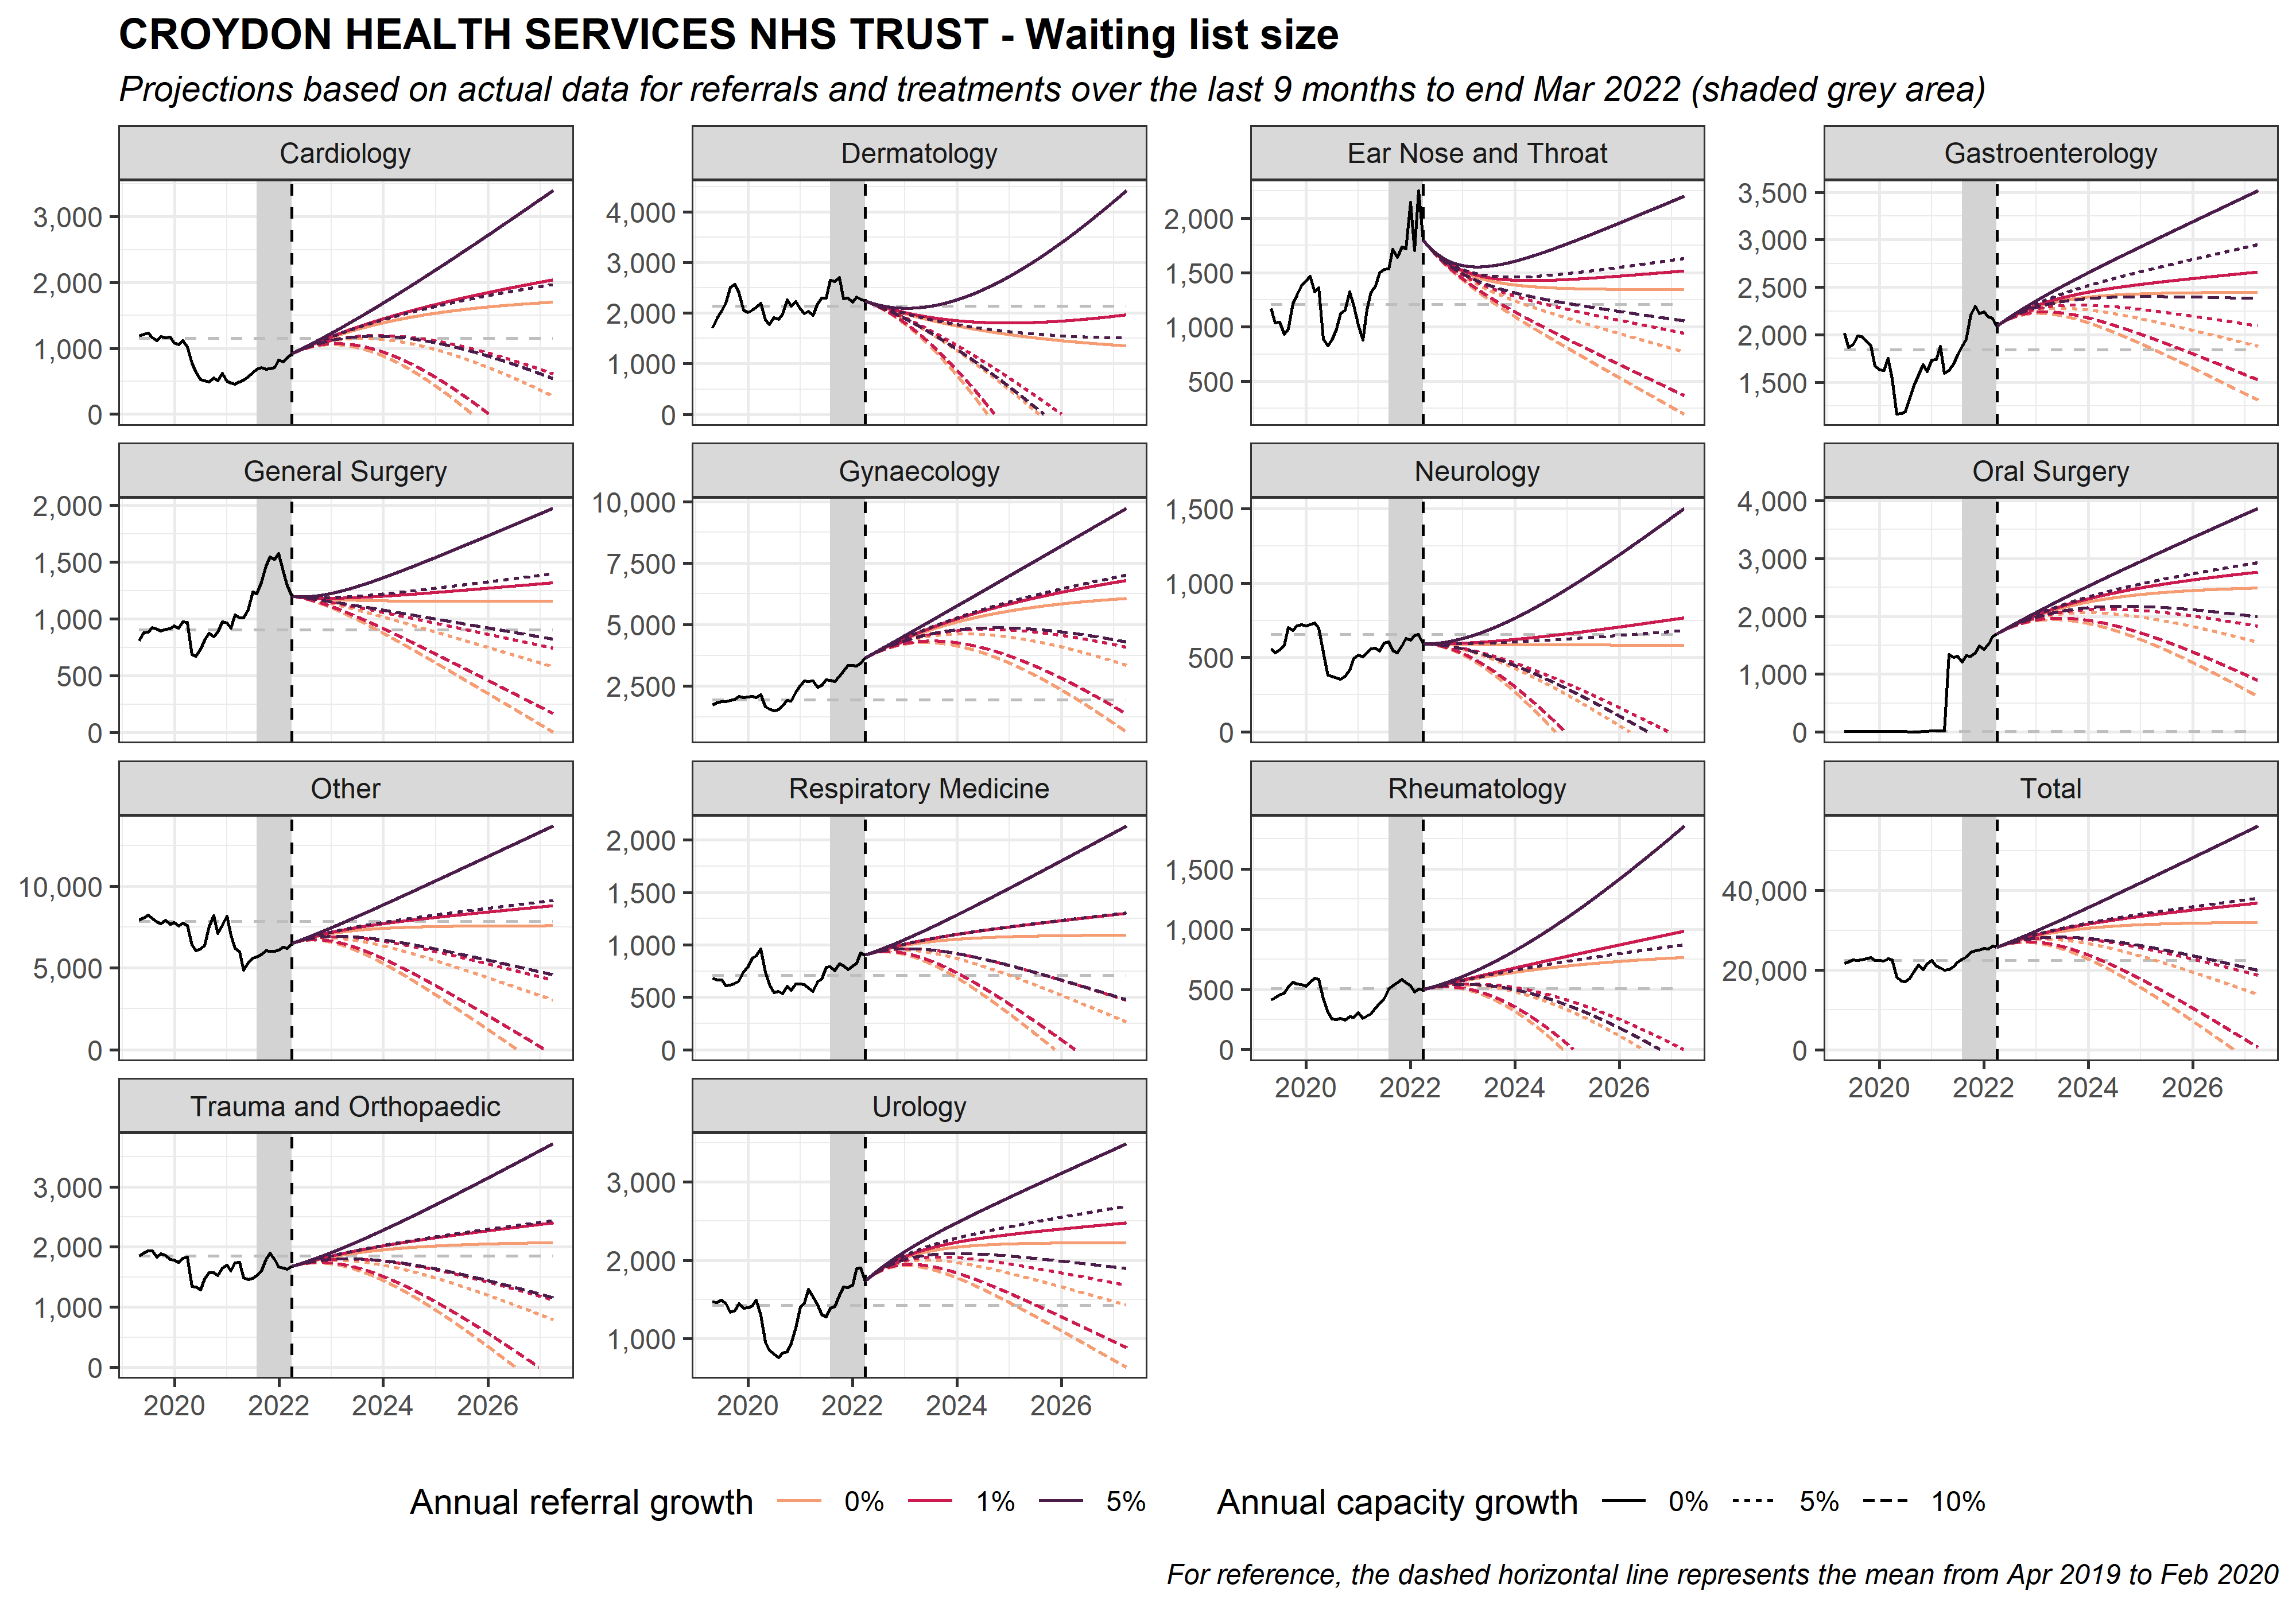 CROYDON HEALTH SERVICES NHS TRUST - Waiting list size
Projections based on actual data for referrals and treatments over the last 9 months to end Mar 2022 (shaded grey area)
Cardiology
3,000
2,000
1,000
0
Dermatology
4,000
3,000
2,000
1,000
0
Ear Nose and Throat
2,000
1,500
1,000
500
Gastroenterology
3,500
3,000
2,500
2,000
1,500
General Surgery
2,000
1,500
1,000
500
0
Gynaecology
10,000
7,500
5,000
2,500
Neurology
1,500
1,000
500
0
Oral Surgery
4,000
3,000
2,000
1,000
0
Other
10,000
5,000
0
Respiratory Medicine
2,000
1,500
1,000
500
0
Rheumatology
1,500
1,000
500
0
2020 2022 2024 2026
Total
40,000
20,000
0
2020 2022 2024 2026
Trauma and Orthopaedic
3,000
2,000
1,000
0
2020 2022 2024 2026
Urology
3,000
2,000
1,000
2020 2022 2024 2026
Annual referral growth 0% 1% 5% Annual capacity growth 0% 5% 10%
For reference, the dashed horizontal line represents the mean from Apr 2019 to Feb 2020